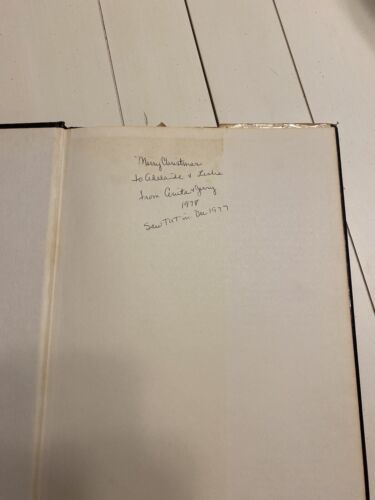 "Merry Christmas
to Adelaide & Leslie
from Anita & Jerry
1978
Saw TUT in Dec 1977